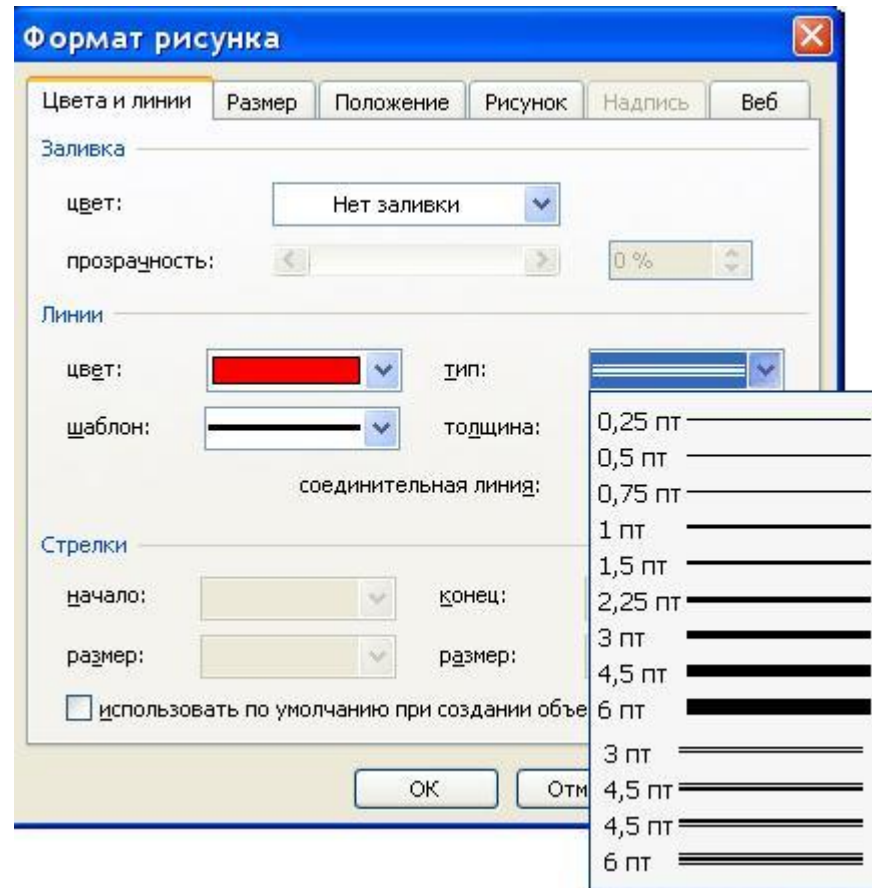 Формат рисунка
Цвета и линии Размер Положение Рисунок Надпись Веб
Заливка
цвет: Нет заливки
прозрачность: 0 %
Линии
цвет: тип:
шаблон: толщина:
соединительная линия:
0,25 пт
0,5 пт
0,75 пт
1 пт
1,5 пт
2,25 пт
3 пт
4,5 пт
6 пт
3 пт
4,5 пт
4,5 пт
6 пт
Стрелки
начало: конец:
размер: размер:
использовать по умолчанию при создании объе
ОК Отм